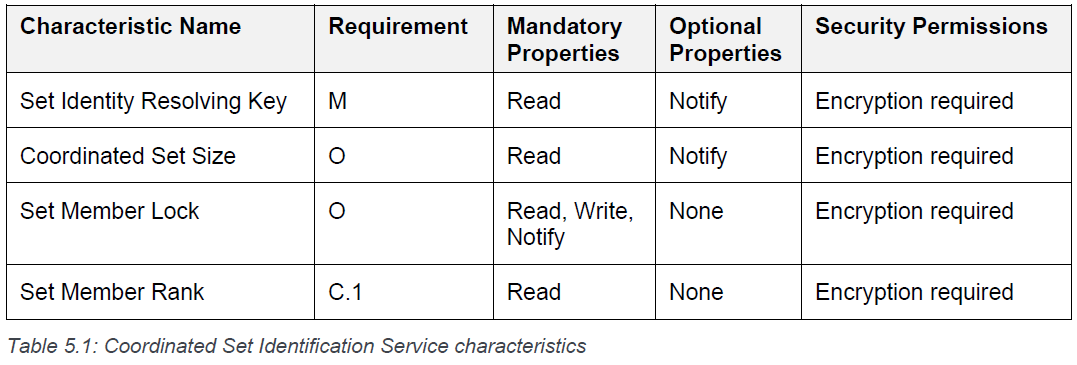 Characteristic Name Requirement Mandatory Properties Optional Properties Security Permissions
Set Identity Resolving Key M Read Notify Encryption required
Coordinated Set Size O Read Notify Encryption required
Set Member Lock O Read, Write, Notify None Encryption required
Set Member Rank C.1 Read None Encryption required
Table 5.1: Coordinated Set Identification Service characteristics